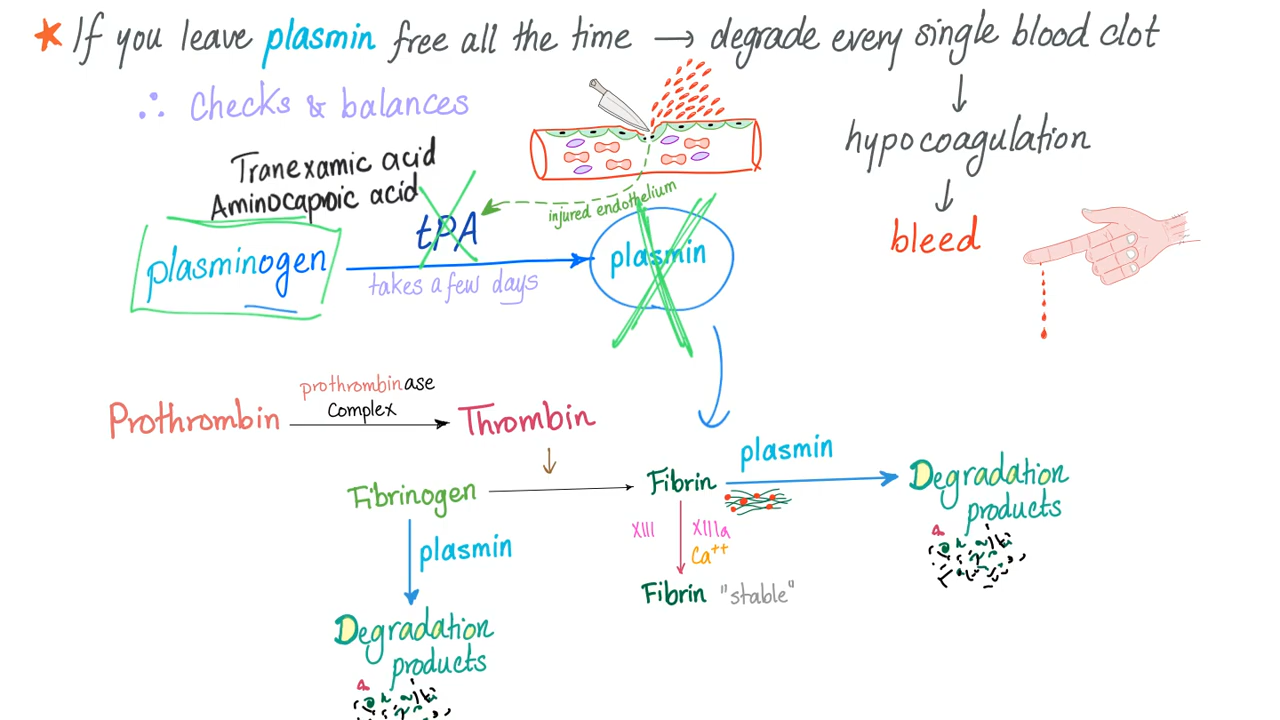 * If you leave plasmin free all the time → degrade every single blood clot
∴ Checks & balances
hypocoagulation
Tranexamic acid
Aminocaproic acid
injured endothelium
tPA
bleed
plasminogen
plasmin
takes a few days
prothrombinase
Complex
Prothrombin
Thrombin
plasmin
Fibrinogen
Fibrin
Degradation
products
XIII
XIIIa
Ca++
plasmin
Fibrin "stable"
Degradation
products